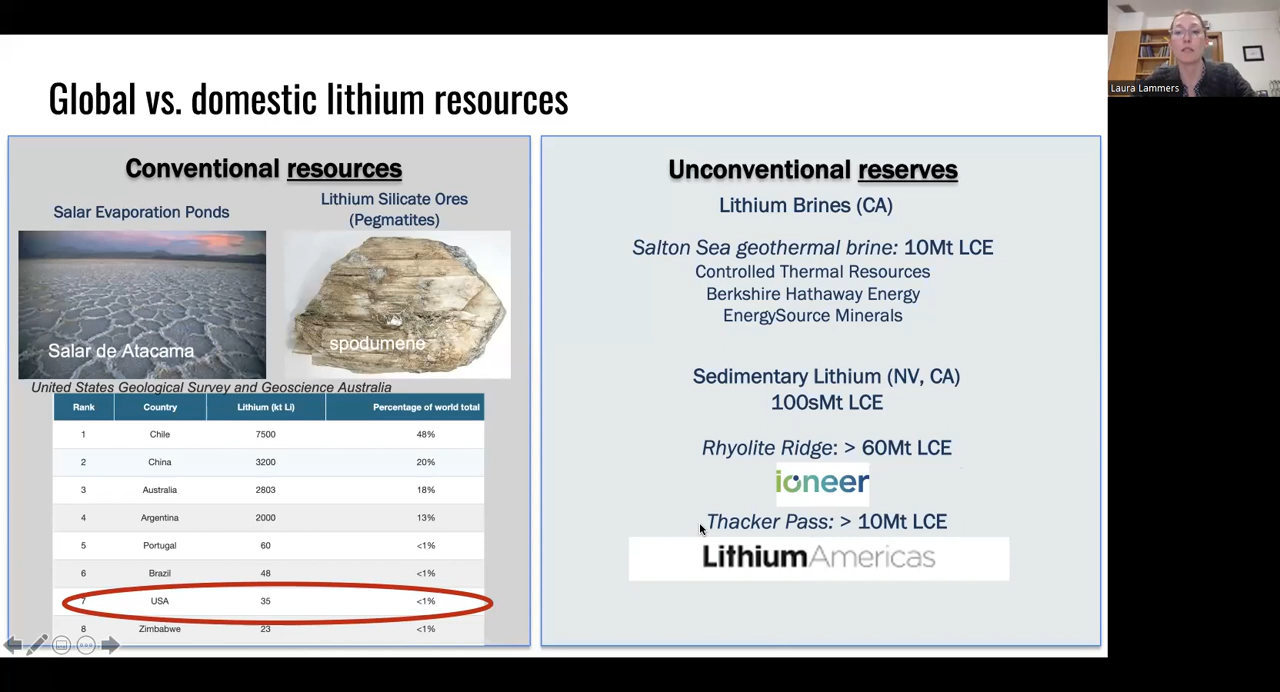 Global vs. domestic lithium resources
Laura Lammers
Conventional resources
Salar Evaporation Ponds
Lithium Silicate Ores
(Pegmatites)
Salar de Atacama
spodumene
United States Geological Survey and Geoscience Australia
Rank Country Lithium (kt Li) Percentage of world total
1 Chile 7500 48%
2 China 3200 20%
3 Australia 2803 18%
4 Argentina 2000 13%
5 Portugal 60 <1%
6 Brazil 48 <1%
7 USA 35 <1%
8 Zimbabwe 23 <1%
Unconventional reserves
Lithium Brines (CA)
Salton Sea geothermal brine: 10Mt LCE
Controlled Thermal Resources
Berkshire Hathaway Energy
EnergySource Minerals
Sedimentary Lithium (NV, CA)
100sMt LCE
Rhyolite Ridge: > 60Mt LCE
ioneer
Thacker Pass: > 10Mt LCE
LithiumAmericas